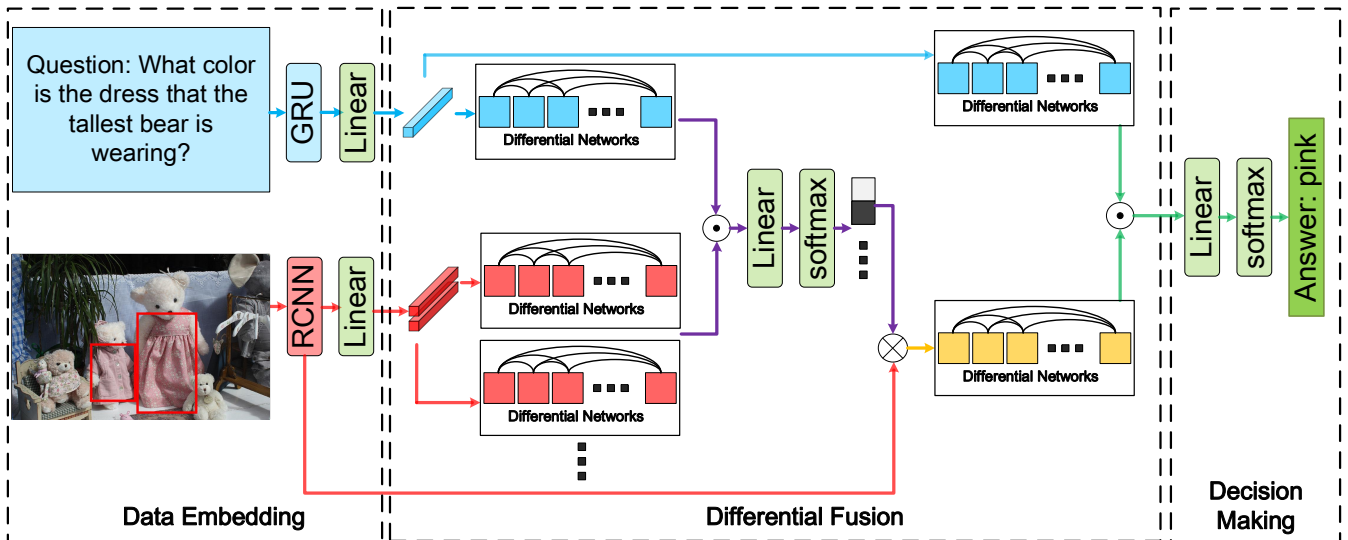 Question: What color
is the dress that the
tallest bear is
wearing?
GRU
Linear
Differential Networks
Differential Networks
Linear
softmax
Linear
softmax
Answer: pink
RCNN
Linear
Differential Networks
Differential Networks
Differential Networks
Data Embedding
Differential Fusion
Decision
Making